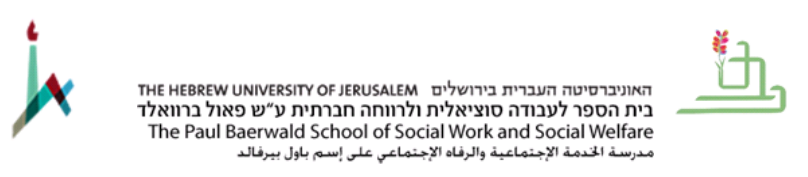 האוניברסיטה העברית בירושלים THE HEBREW UNIVERSITY OF JERUSALEM
בית הספר לעבודה סוציאלית ולרווחה חברתית ע״ש פאול ברוואלד
The Paul Baerwald School of Social Work and Social Welfare
مدرسة الخدمة الإجتماعية والرفاه الإجتماعي على إسم باول بيرفالد